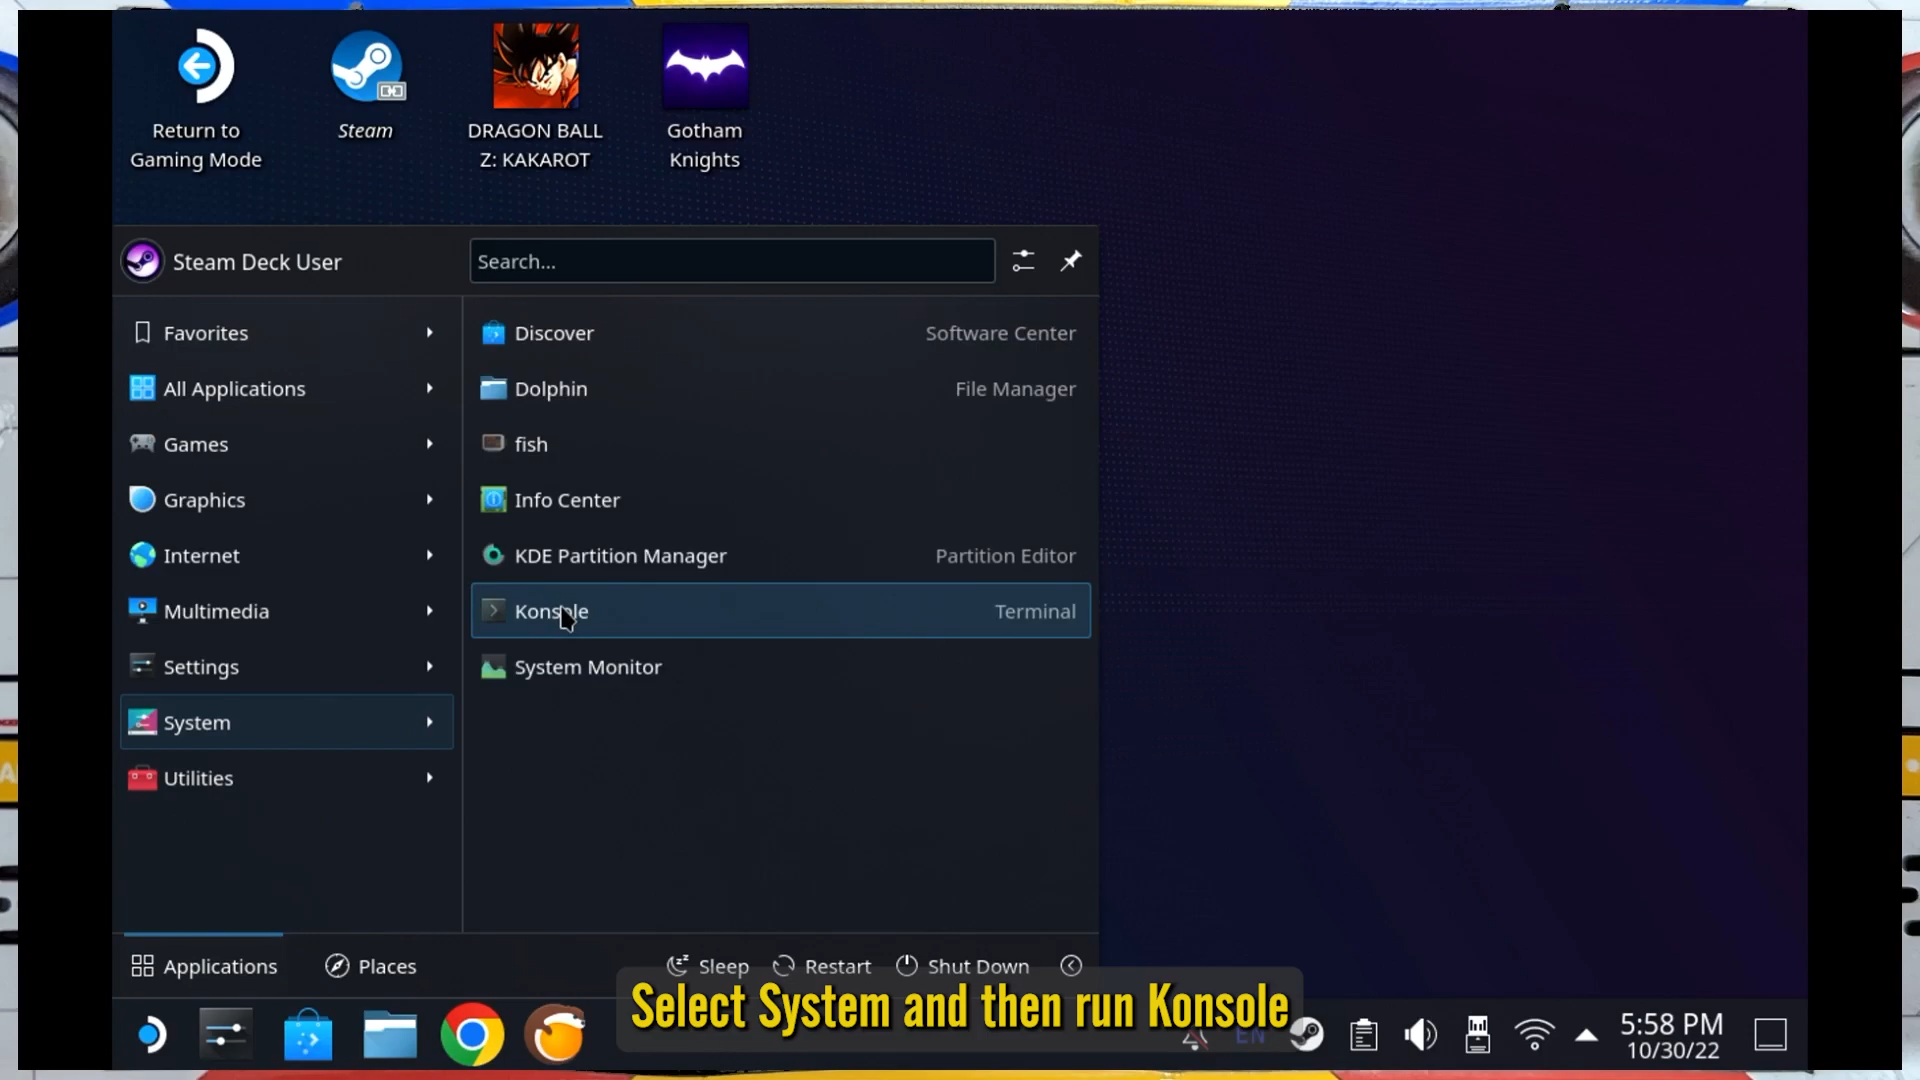 Return to
Gaming Mode
Steam
DRAGON BALL
Z: KAKAROT
Gotham
Knights
Steam Deck User
Search...
Favorites
All Applications
Games
Graphics
Internet
Multimedia
Settings
System
Utilities
Discover Software Center
Dolphin File Manager
fish
Info Center
KDE Partition Manager Partition Editor
Konsole Terminal
System Monitor
Applications
Places
Sleep
Restart
Shut Down
Select System and then run Konsole
EN
5:58 PM
10/30/22